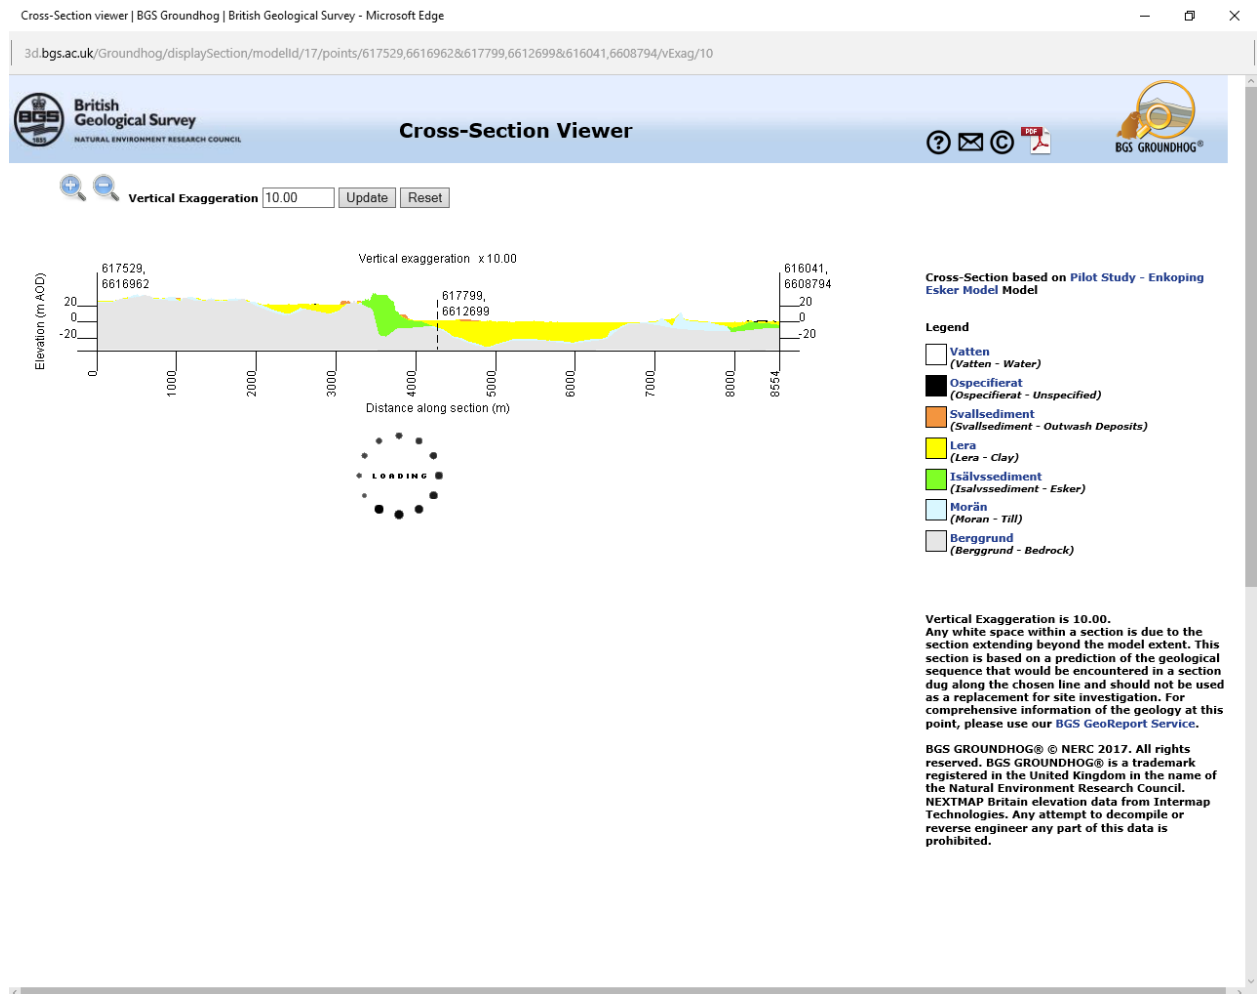 Cross-Section viewer | BGS Groundhog | British Geological Survey - Microsoft Edge
3d.bgs.ac.uk/Groundhog/displaySection/modelId/17/points/617529,6616962&617799,6612699&616041,6608794/vExag/10
BGS
1835
British
Geological Survey
NATURAL ENVIRONMENT RESEARCH COUNCIL
Cross-Section Viewer
?
©
PDF
BGS GROUNDHOG®
Vertical Exaggeration 10.00 Update Reset
Vertical exaggeration x 10.00
617529,
6616962
617799,
6612699
616041,
6608794
Elevation (m AOD)
20
0
-20
20
0
-20
0 1000 2000 3000 4000 5000 6000 7000 8000 8554
Distance along section (m)
LOADING
Cross-Section based on Pilot Study - Enkoping
Esker Model Model
Legend
Vatten
(Vatten - Water)
Ospecifierat
(Ospecifierat - Unspecified)
Svallsediment
(Svallsediment - Outwash Deposits)
Lera
(Lera - Clay)
Isälvssediment
(Isalvssediment - Esker)
Morän
(Moran - Till)
Berggrund
(Berggrund - Bedrock)
Vertical Exaggeration is 10.00.
Any white space within a section is due to the
section extending beyond the model extent. This
section is based on a prediction of the geological
sequence that would be encountered in a section
dug along the chosen line and should not be used
as a replacement for site investigation. For
comprehensive information of the geology at this
point, please use our BGS GeoReport Service.
BGS GROUNDHOG® © NERC 2017. All rights
reserved. BGS GROUNDHOG® is a trademark
registered in the United Kingdom in the name of
the Natural Environment Research Council.
NEXTMAP Britain elevation data from Intermap
Technologies. Any attempt to decompile or
reverse engineer any part of this data is
prohibited.